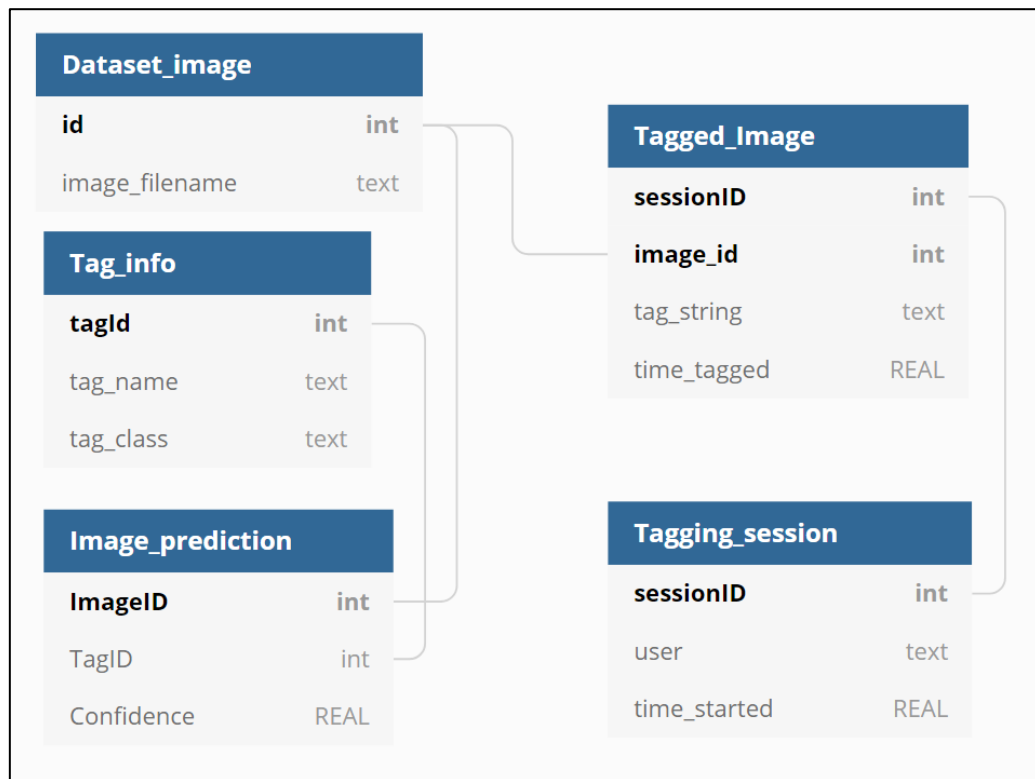 Dataset_image
id int
image_filename text
Tag_info
tagId int
tag_name text
tag_class text
Image_prediction
ImageID int
TagID int
Confidence REAL
Tagged_Image
sessionID int
image_id int
tag_string text
time_tagged REAL
Tagging_session
sessionID int
user text
time_started REAL